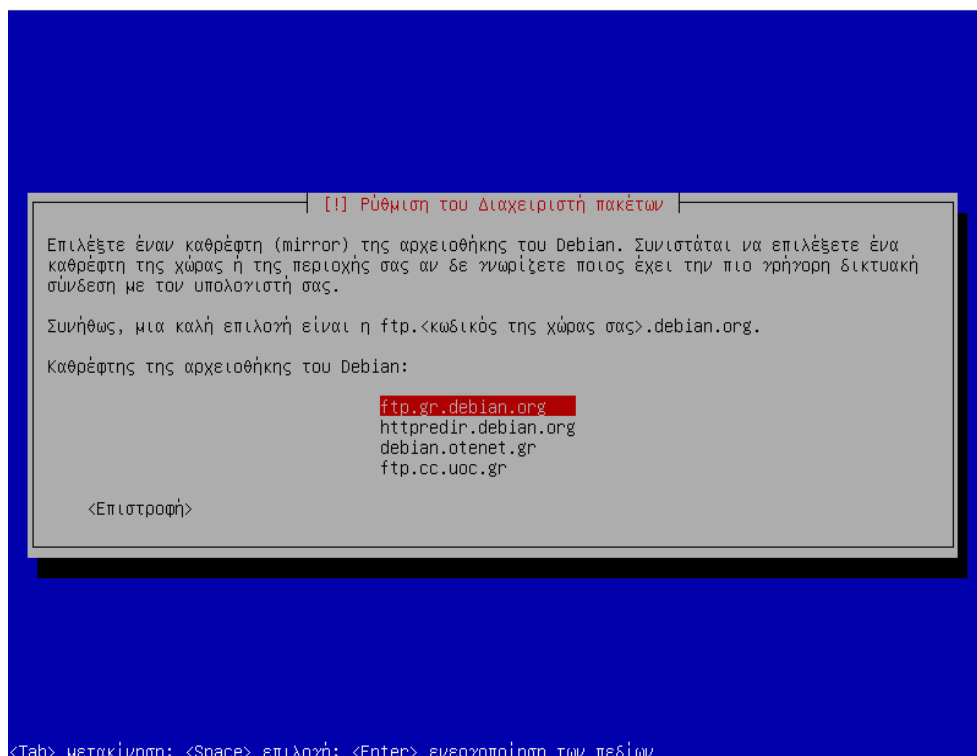 [!] Ρύθμιση του Διαχειριστή πακέτων
Επιλέξτε έναν καθρέφτη (mirror) της αρχειοθήκης του Debian. Συνιστάται να επιλέξετε ένα
καθρέφτη της χώρας ή της περιοχής σας αν δε γνωρίζετε ποιος έχει την πιο γρήγορη δικτυακή
σύνδεση με τον υπολογιστή σας.
Συνήθως, μια καλή επιλογή είναι η ftp.<κωδικός της χώρας σας>.debian.org.
Καθρέφτης της αρχειοθήκης του Debian:
ftp.gr.debian.org
httpredir.debian.org
debian.otenet.gr
ftp.cc.uoc.gr
<Επιστροφή>
<Tab> μετακίνηση; <Space> επιλογή; <Enter> ενεργοποίηση των πεδίων